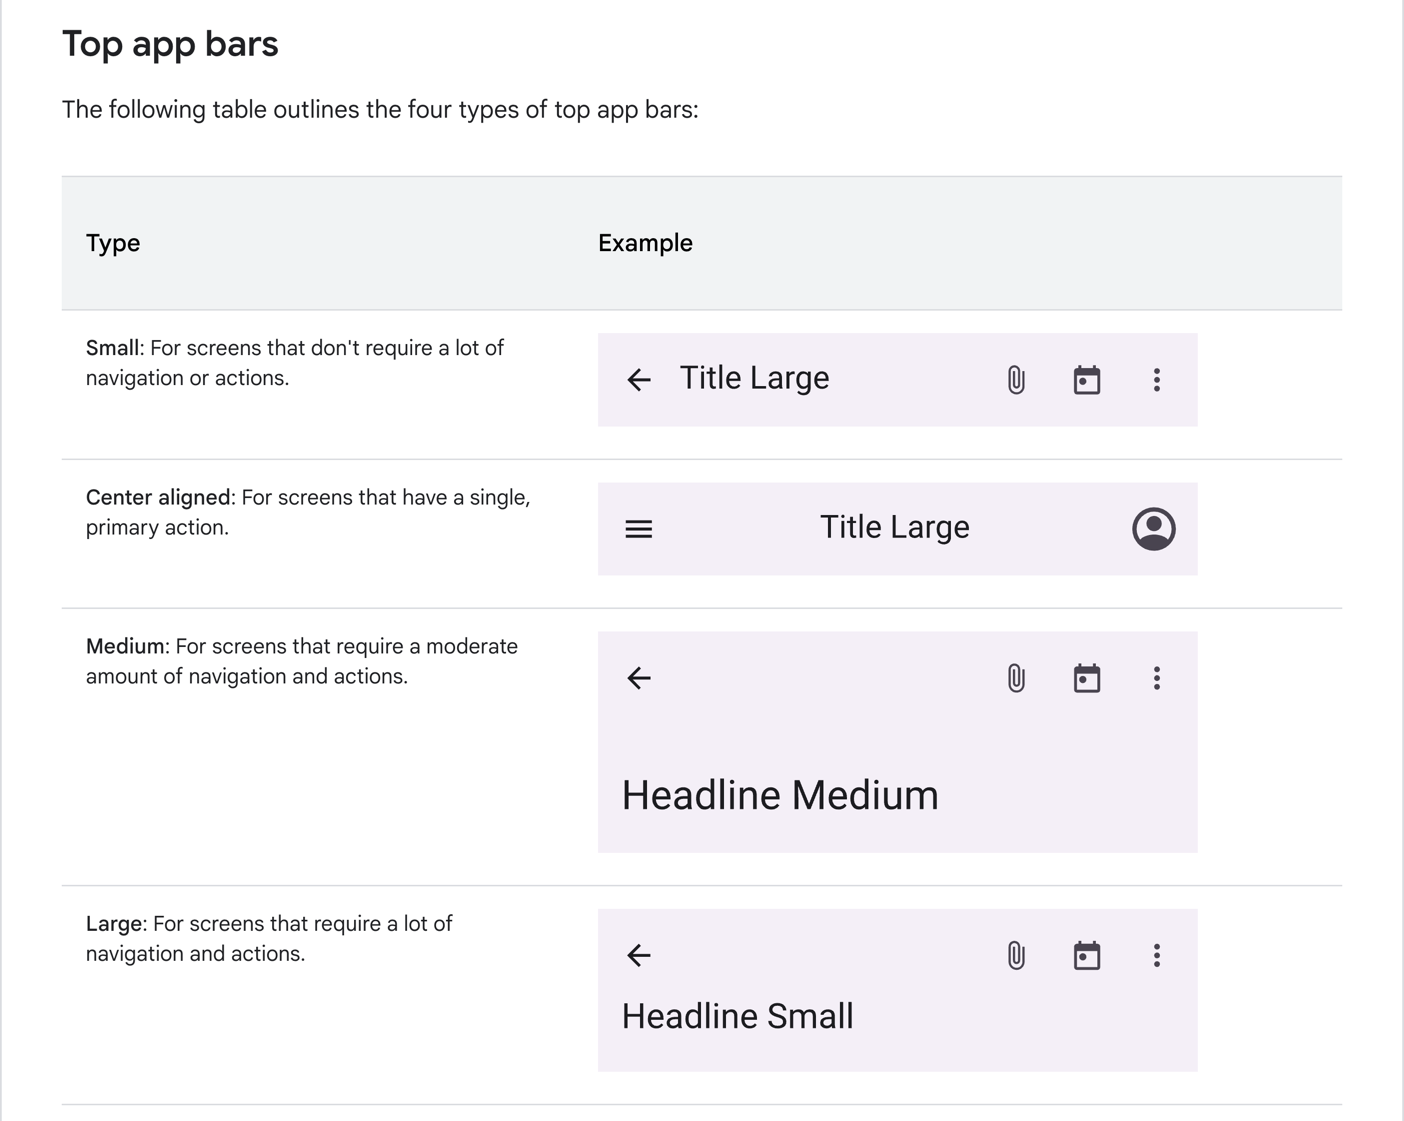 Top app bars
The following table outlines the four types of top app bars:
Type
Example
Small: For screens that don't require a lot of
navigation or actions.
Title Large
Center aligned: For screens that have a single,
primary action.
Title Large
Medium: For screens that require a moderate
amount of navigation and actions.
Headline Medium
Large: For screens that require a lot of
navigation and actions.
Headline Small